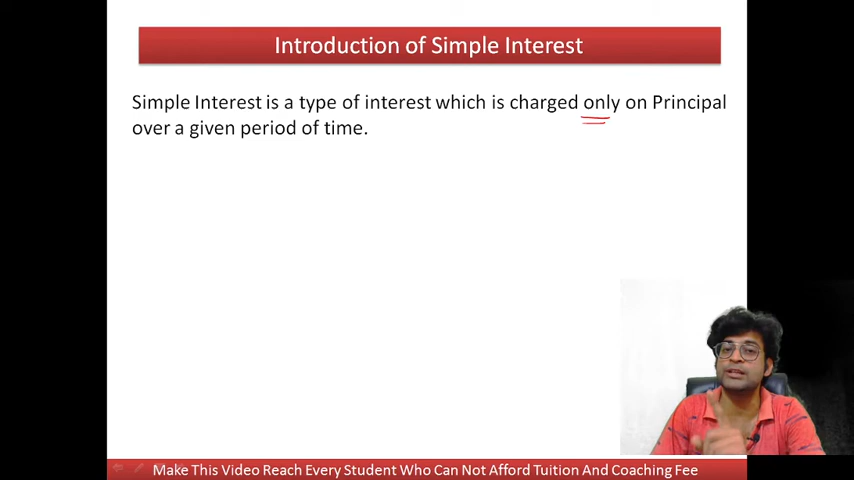 Introduction of Simple Interest
Simple Interest is a type of interest which is charged only on Principal
over a given period of time.
Make This Video Reach Every Student Who Can Not Afford Tuition And Coaching Fee